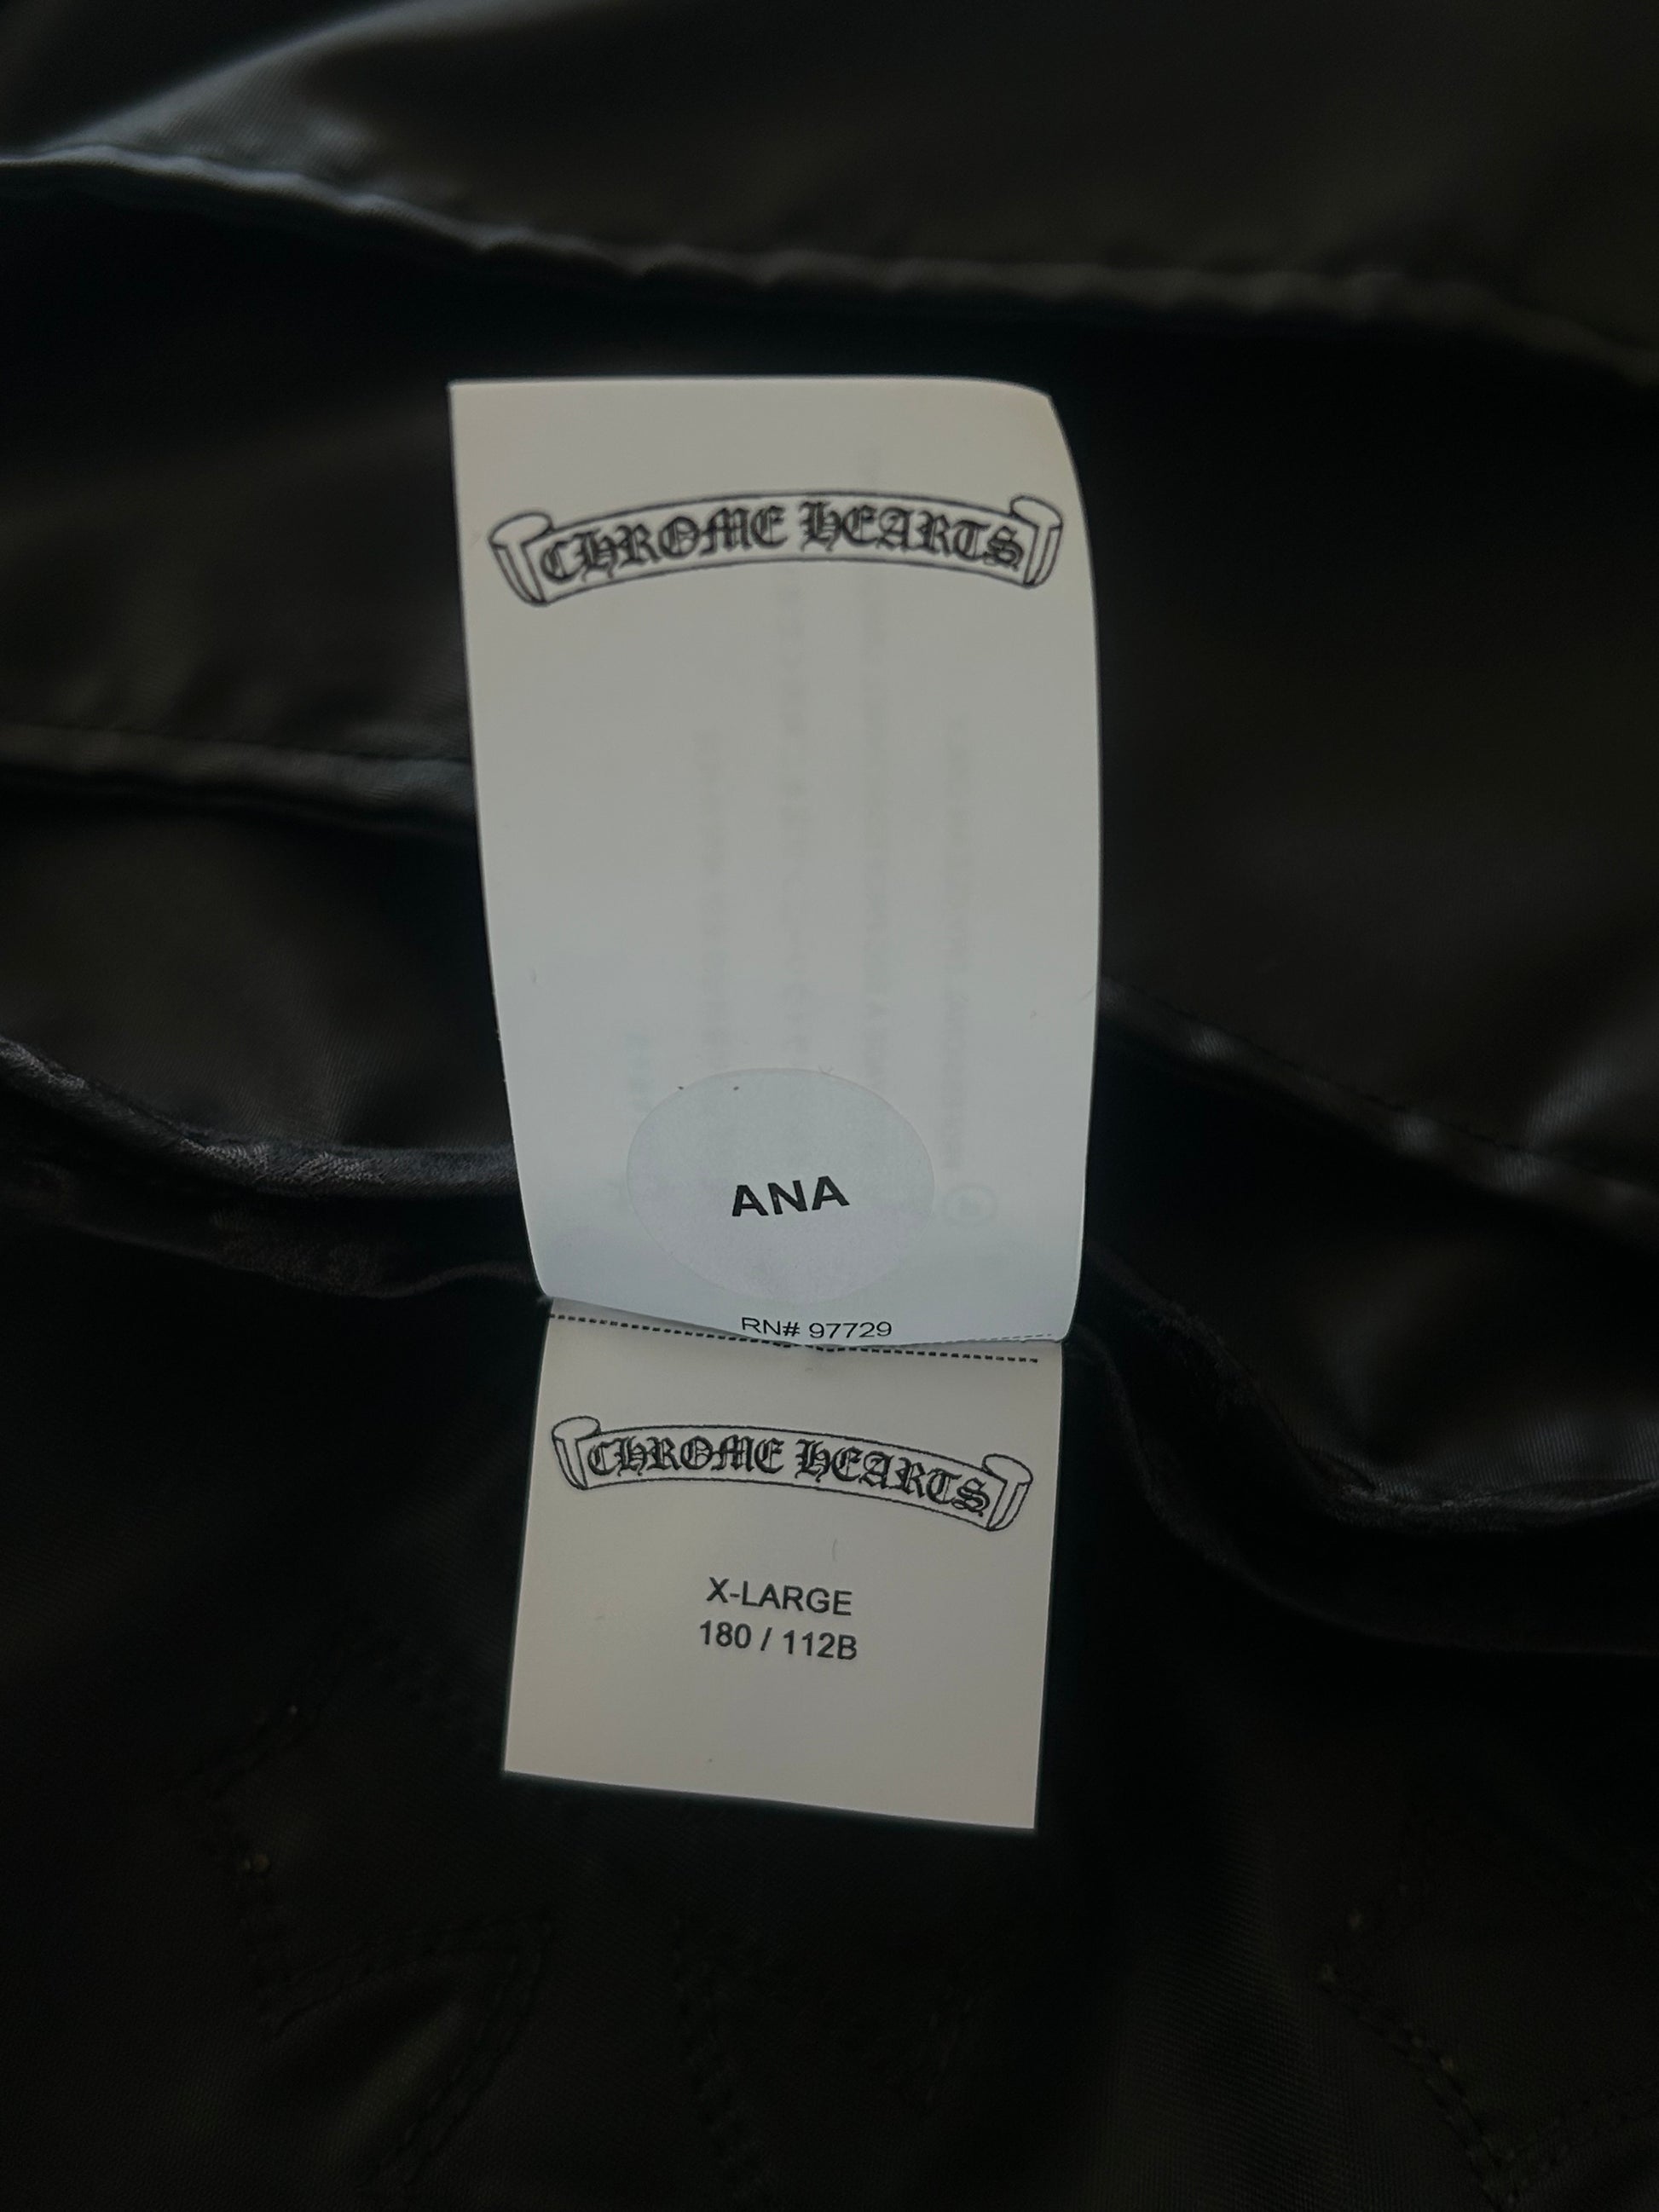 CHROME HEARTS
ANA
RN# 97729
CHROME HEARTS
X-LARGE
180 / 112B